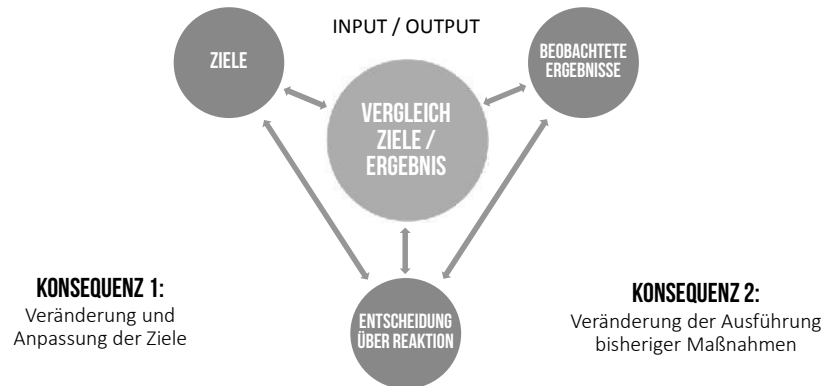 INPUT / OUTPUT
ZIELE
BEOBACHTETE
ERGEBNISSE
VERGLEICH
ZIELE /
ERGEBNIS
KONSEQUENZ 1:
Veränderung und
Anpassung der Ziele
ENTSCHEIDUNG
ÜBER REAKTION
KONSEQUENZ 2:
Veränderung der Ausführung
bisheriger Maßnahmen